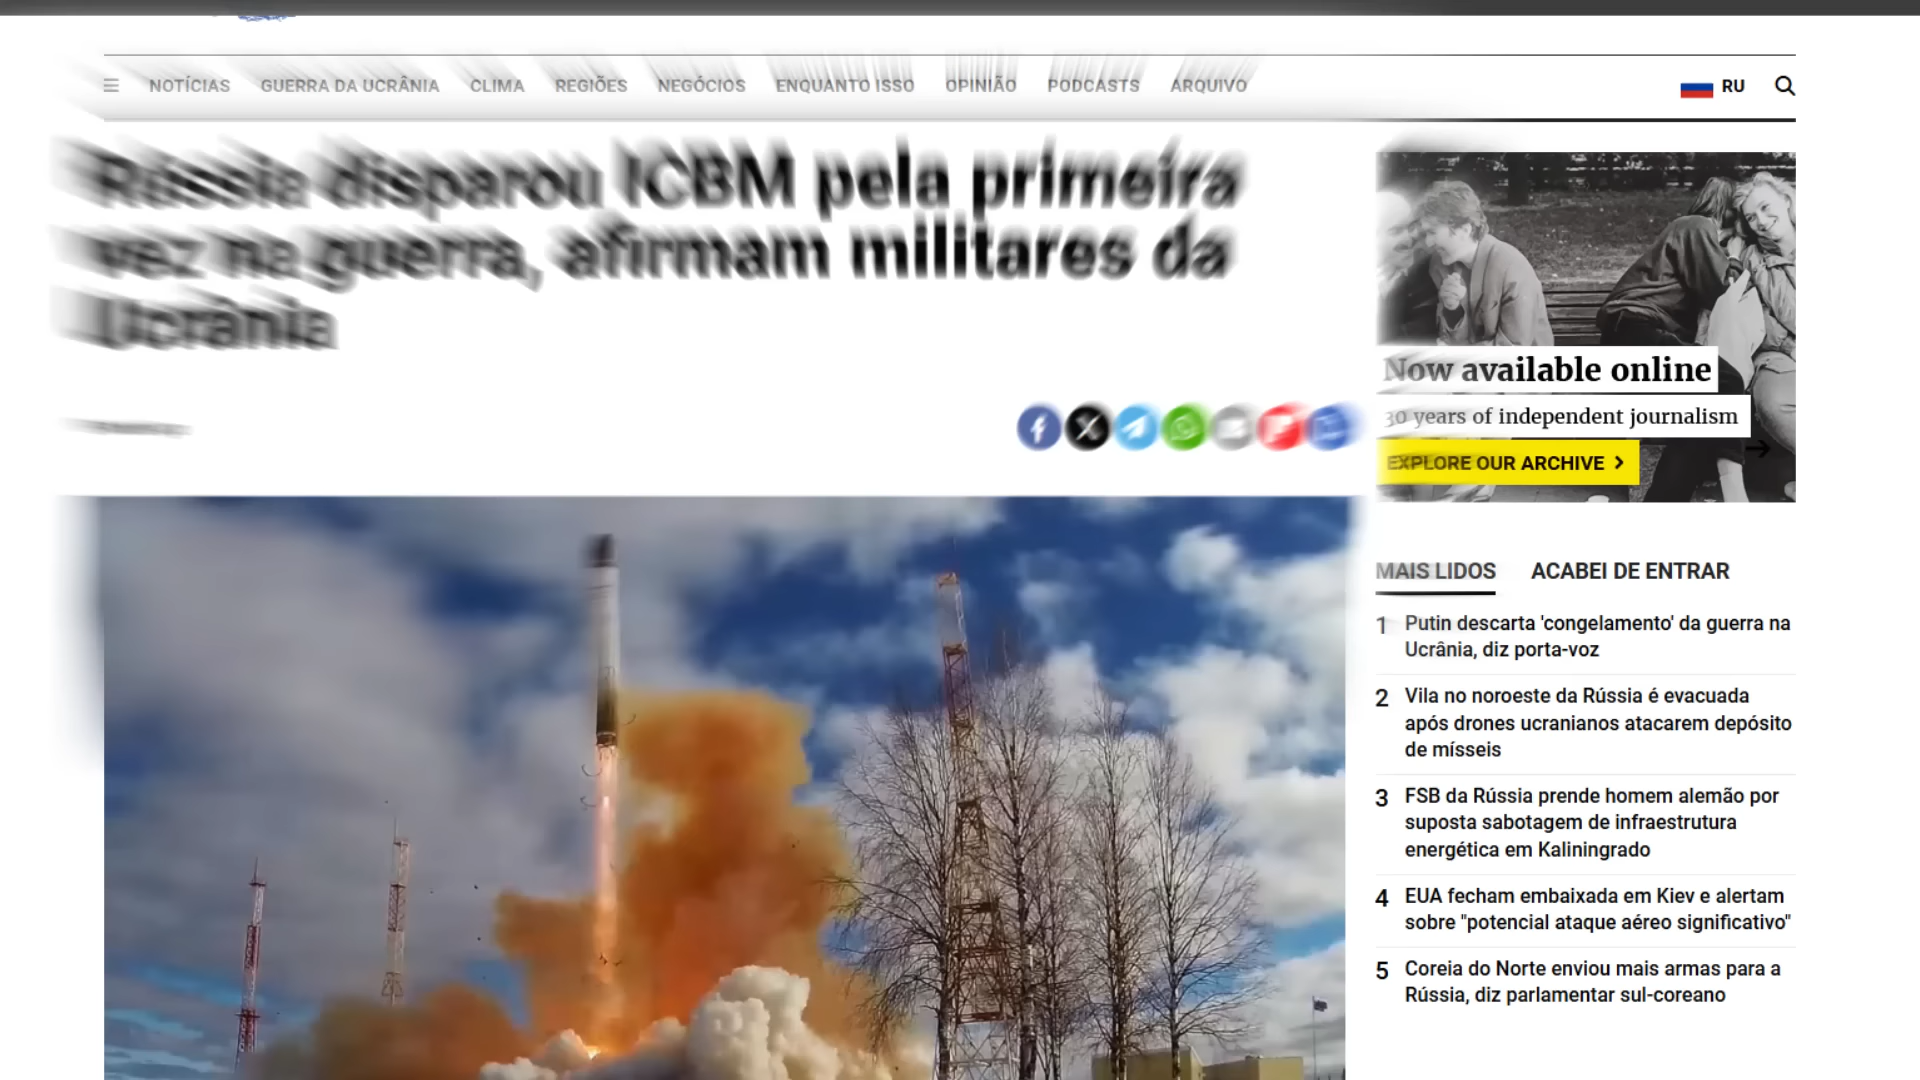 NOTÍCIAS GUERRA DA UCRÂNIA CLIMA REGIÕES NEGÓCIOS ENQUANTO ISSO OPINIÃO PODCASTS ARQUIVO RU
Rússia disparou ICBM pela primeira
vez na guerra, afirmam militares da
Ucrânia
Now available online
30 years of independent journalism
EXPLORE OUR ARCHIVE
MAIS LIDOS ACABEI DE ENTRAR
1 Putin descarta 'congelamento' da guerra na
Ucrânia, diz porta-voz
2 Vila no noroeste da Rússia é evacuada
após drones ucranianos atacarem depósito
de mísseis
3 FSB da Rússia prende homem alemão por
suposta sabotagem de infraestrutura
energética em Kaliningrado
4 EUA fecham embaixada em Kiev e alertam
sobre "potencial ataque aéreo significativo"
5 Coreia do Norte enviou mais armas para a
Rússia, diz parlamentar sul-coreano